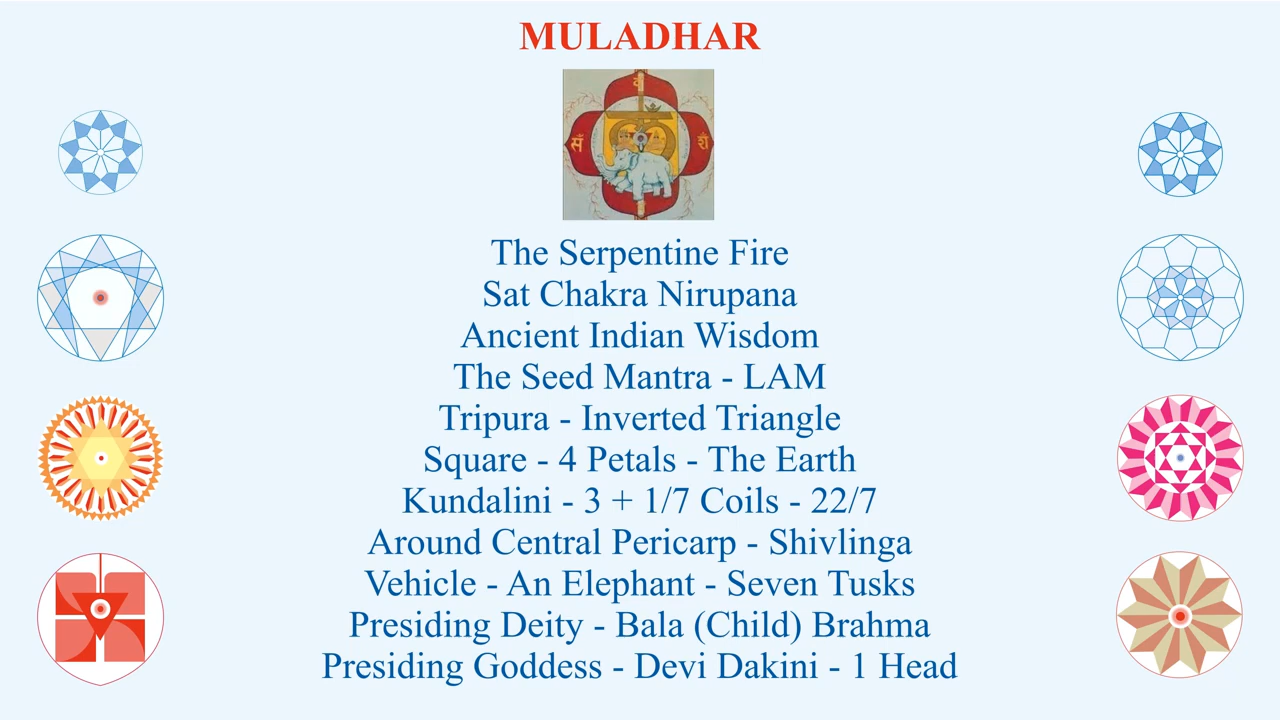 MULADHAR
वँ
सँ
शँ
The Serpentine Fire
Sat Chakra Nirupana
Ancient Indian Wisdom
The Seed Mantra - LAM
Tripura - Inverted Triangle
Square - 4 Petals - The Earth
Kundalini - 3 + 1/7 Coils - 22/7
Around Central Pericarp - Shivlinga
Vehicle - An Elephant - Seven Tusks
Presiding Deity - Bala (Child) Brahma
Presiding Goddess - Devi Dakini - 1 Head